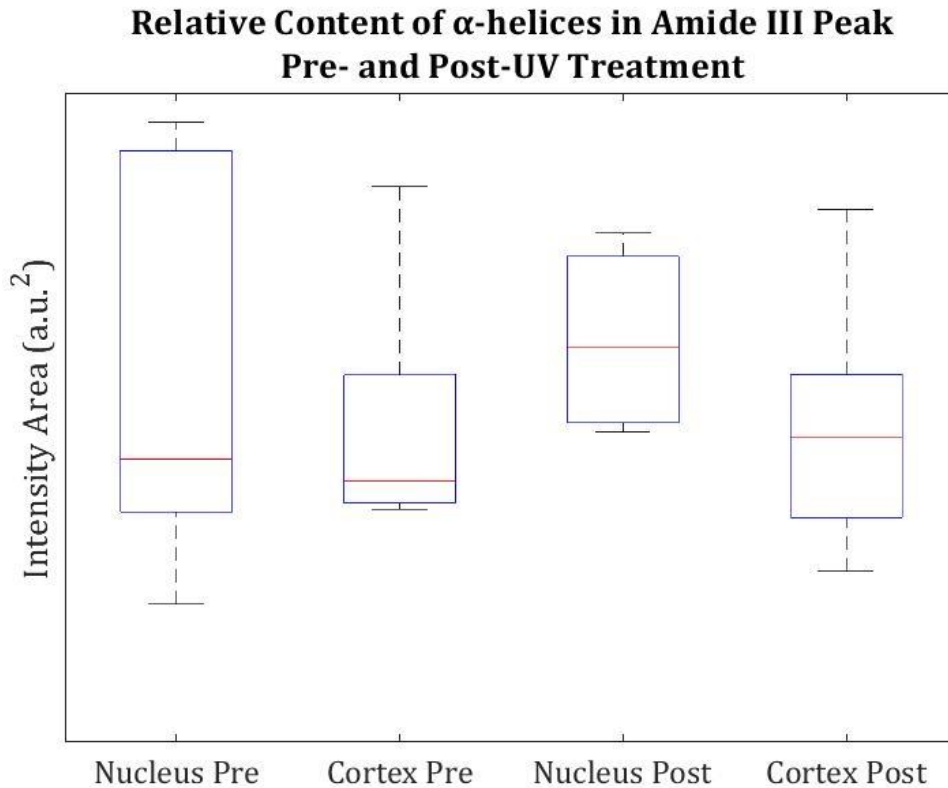 Relative Content of α-helices in Amide III Peak
Pre- and Post-UV Treatment
Intensity Area (a.u.²)
Nucleus Pre
Cortex Pre
Nucleus Post
Cortex Post